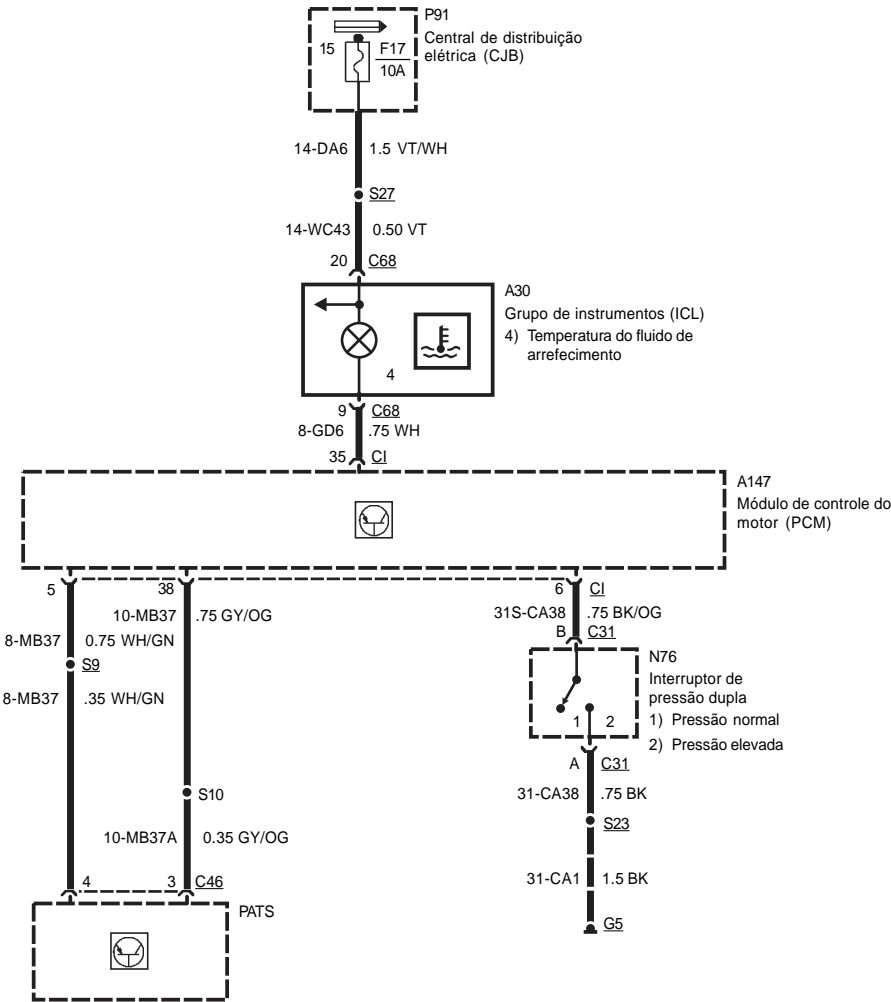 P91
Central de distribuição
elétrica (CJB)
15
F17
10A
14-DA6 1.5 VT/WH
S27
14-WC43 0.50 VT
20 C68
A30
Grupo de instrumentos (ICL)
4) Temperatura do fluido de
arrefecimento
4
9 C68
8-GD6 .75 WH
35 CI
A147
Módulo de controle do
motor (PCM)
5 38 6 CI
10-MB37 .75 GY/OG
31S-CA38 .75 BK/OG
8-MB37 0.75 WH/GN
B C31
S9
N76
Interruptor de
pressão dupla
1) Pressão normal
2) Pressão elevada
8-MB37 .35 WH/GN
1 2
A C31
S10
31-CA38 .75 BK
S23
10-MB37A 0.35 GY/OG
4 3 C46
31-CA1 1.5 BK
PATS
G5